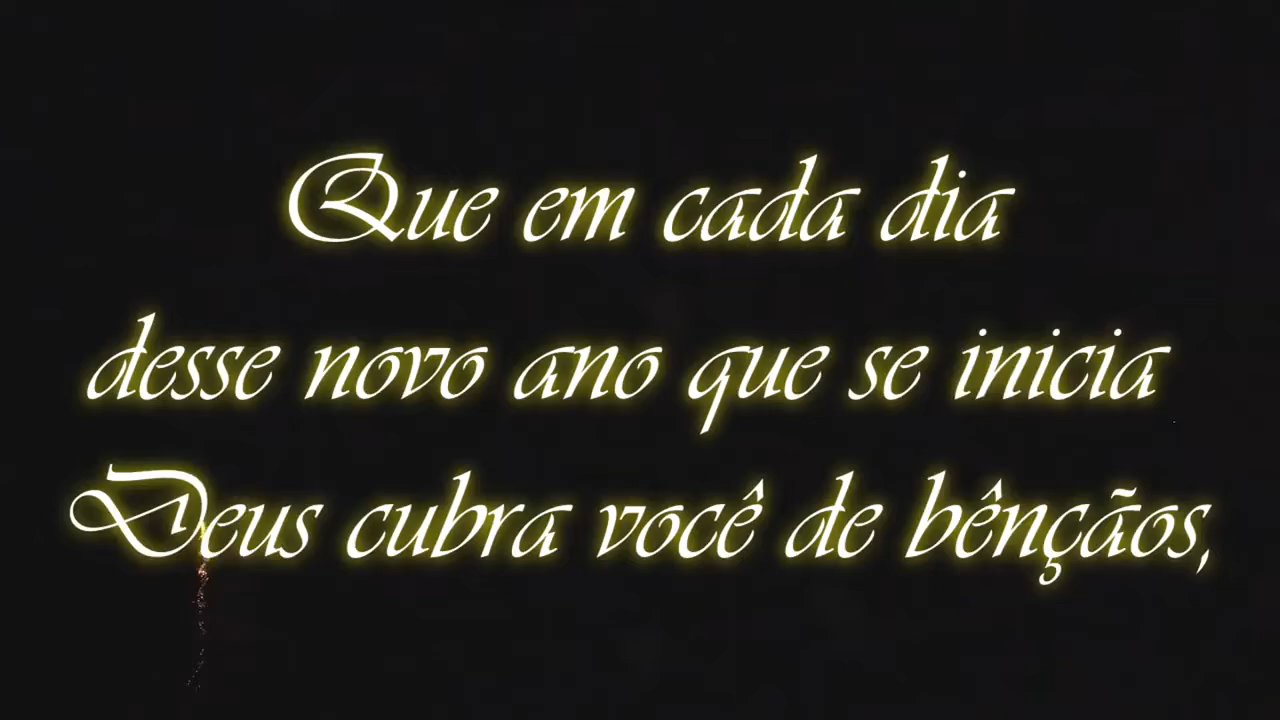 Que em cada dia
desse novo ano que se inicia
Deus cubra você de bênçãos,